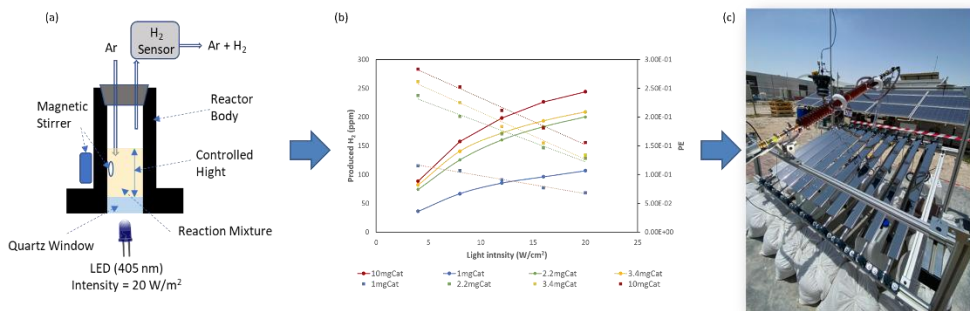 (a)
H2
Sensor
Ar
Ar + H2
Magnetic
Stirrer
Reactor
Body
Controlled
Hight
Quartz Window
Reaction Mixture
LED (405 nm)
Intensity = 20 W/m²
(b)
Produced H2 (ppm)
300
250
200
150
100
50
0
3.00E-01
2.50E-01
2.00E-01
1.50E-01
1.00E-01
5.00E-02
0.00E+00
PE
0 5 10 15 20 25
Light intnsity (W/cm²)
10mgCat 1mgCat 2.2mgCat 3.4mgCat
1mgCat 2.2mgCat 3.4mgCat 10mgCat
(c)